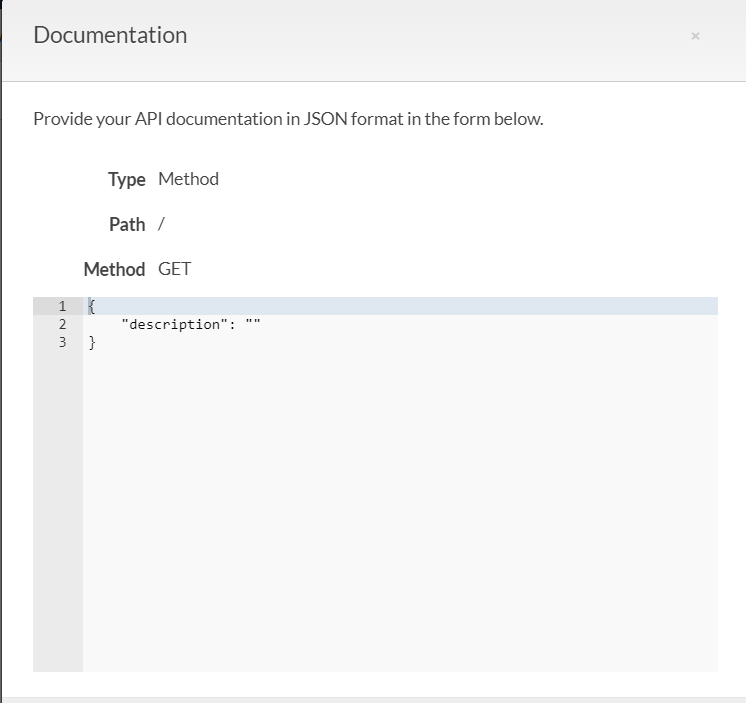 Documentation
×
Provide your API documentation in JSON format in the form below.
Type Method
Path /
Method GET
1 {
2     "description": ""
3 }